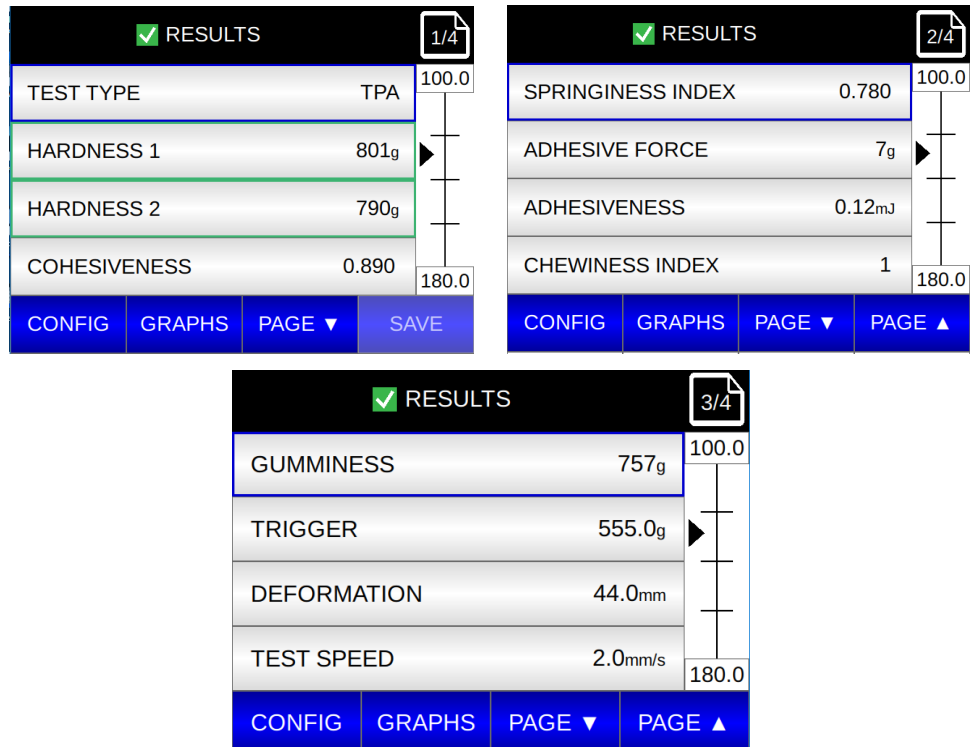 ✅ RESULTS 1/4
100.0
TEST TYPE TPA
HARDNESS 1 801g
HARDNESS 2 790g
COHESIVENESS 0.890
180.0
CONFIG GRAPHS PAGE ▼ SAVE
✅ RESULTS 2/4
100.0
SPRINGINESS INDEX 0.780
ADHESIVE FORCE 7g
ADHESIVENESS 0.12mJ
CHEWINESS INDEX 1
180.0
CONFIG GRAPHS PAGE ▼ PAGE ▲
✅ RESULTS 3/4
100.0
GUMMINESS 757g
TRIGGER 555.0g
DEFORMATION 44.0mm
TEST SPEED 2.0mm/s
180.0
CONFIG GRAPHS PAGE ▼ PAGE ▲